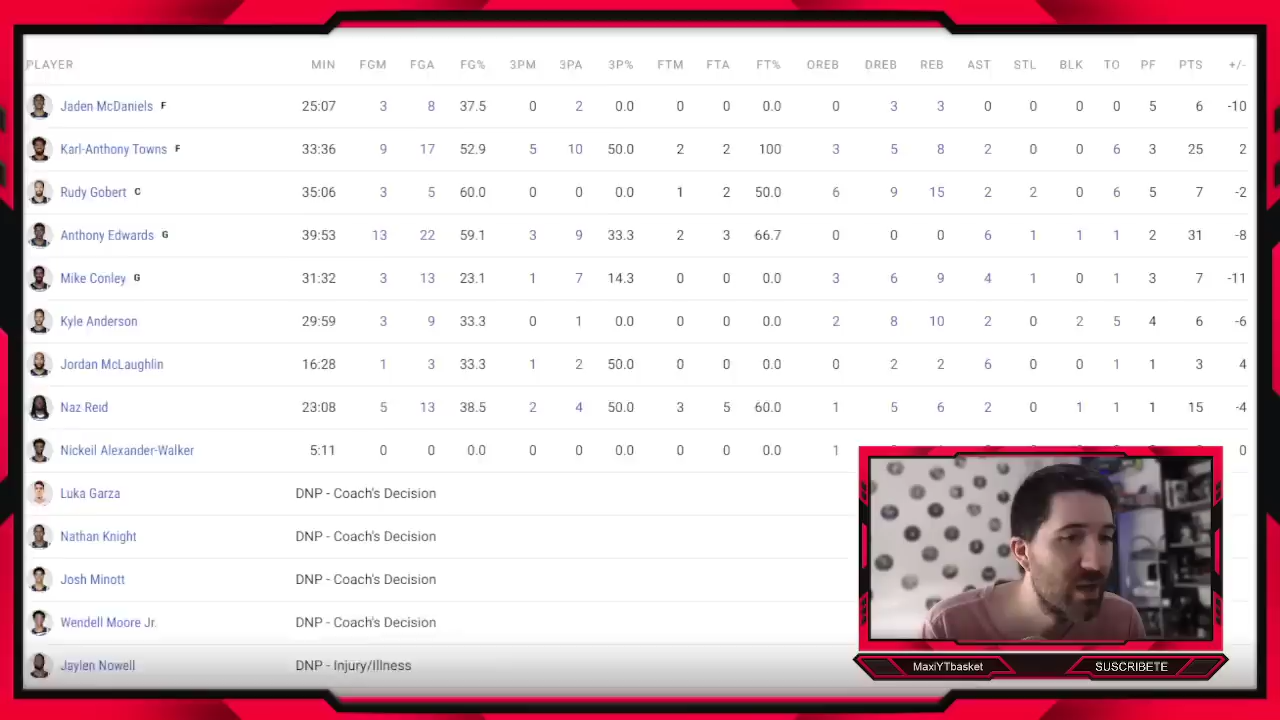 PLAYER MIN FGM FGA FG% 3PM 3PA 3P% FTM FTA FT% OREB DREB REB AST STL BLK TO PF PTS +/-
Jaden McDaniels F 25:07 3 8 37.5 0 2 0.0 0 0 0.0 0 3 3 0 0 0 0 5 6 -10
Karl-Anthony Towns F 33:36 9 17 52.9 5 10 50.0 2 2 100 3 5 8 2 0 0 6 3 25 2
Rudy Gobert C 35:06 3 5 60.0 0 0 0.0 1 2 50.0 6 9 15 2 2 0 6 5 7 -2
Anthony Edwards G 39:53 13 22 59.1 3 9 33.3 2 3 66.7 0 0 0 6 1 1 1 2 31 -8
Mike Conley G 31:32 3 13 23.1 1 7 14.3 0 0 0.0 3 6 9 4 1 0 1 3 7 -11
Kyle Anderson 29:59 3 9 33.3 0 1 0.0 0 0 0.0 2 8 10 2 0 2 5 4 6 -6
Jordan McLaughlin 16:28 1 3 33.3 1 2 50.0 0 0 0.0 0 2 2 6 0 0 1 1 3 4
Naz Reid 23:08 5 13 38.5 2 4 50.0 3 5 60.0 1 5 6 2 0 1 1 1 15 -4
Nickeil Alexander-Walker 5:11 0 0 0.0 0 0 0.0 0 0 0.0 1 0
Luka Garza DNP - Coach's Decision
Nathan Knight DNP - Coach's Decision
Josh Minott DNP - Coach's Decision
Wendell Moore Jr. DNP - Coach's Decision
Jaylen Nowell DNP - Injury/Illness
MaxiYTbasket SUSCRIBETE